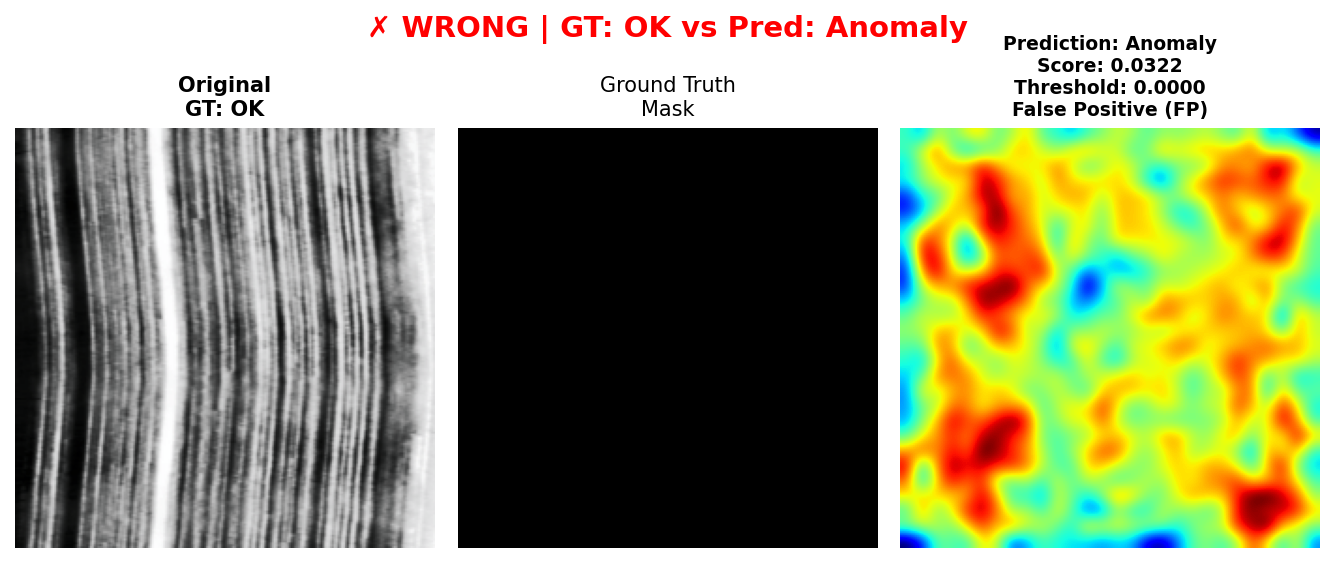 ✗ WRONG | GT: OK vs Pred: Anomaly
Original
GT: OK
Ground Truth
Mask
Prediction: Anomaly
Score: 0.0322
Threshold: 0.0000
False Positive (FP)